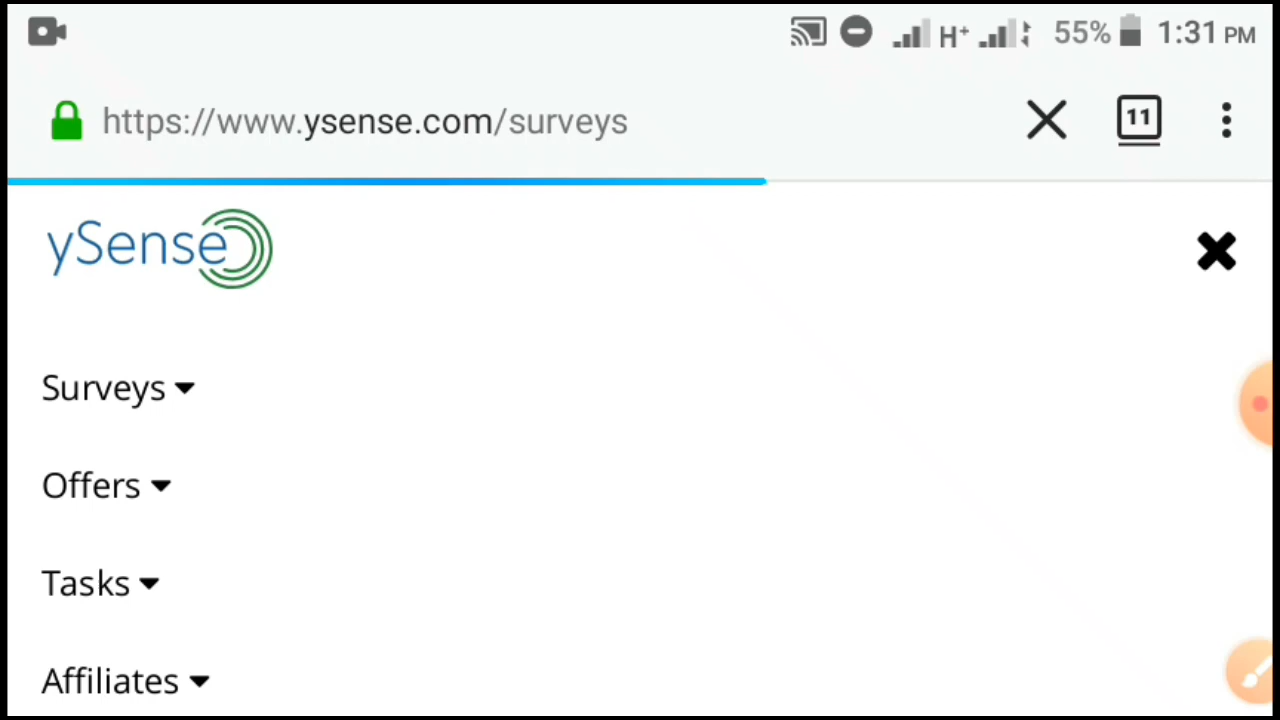 H+ 55% 1:31 PM
https://www.ysense.com/surveys 11
ySense
Surveys
Offers
Tasks
Affiliates